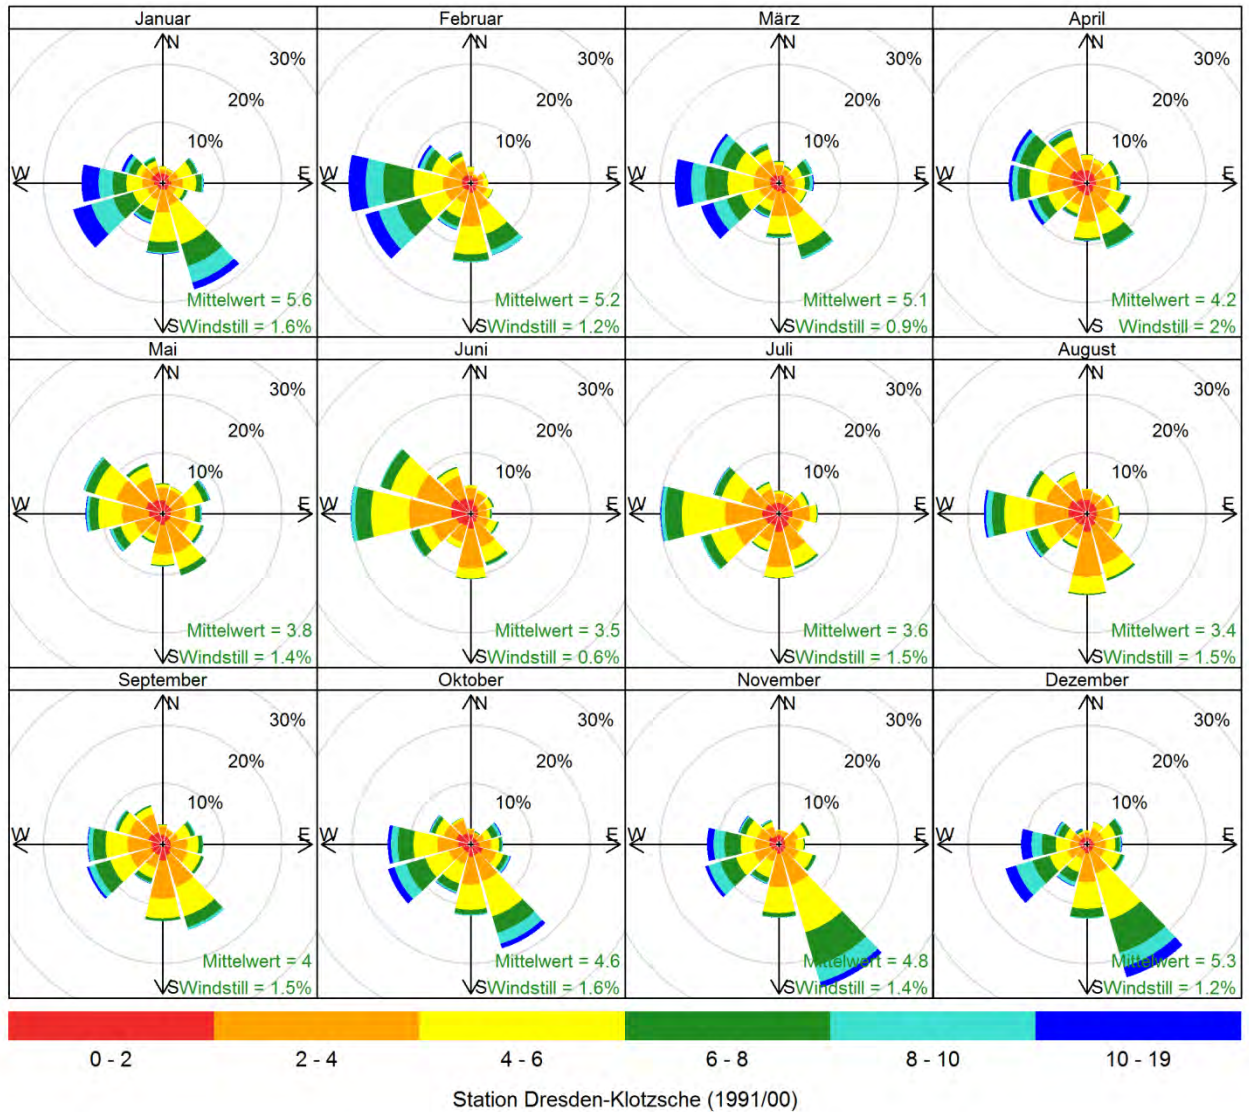 Januar Februar März April
N N N N
30% 30% 30% 30%
20% 20% 20% 20%
10% 10% 10% 10%
W E W E W E W E
Mittelwert = 5.6 Mittelwert = 5.2 Mittelwert = 5.1 Mittelwert = 4.2
S Windstill = 1.6% S Windstill = 1.2% S Windstill = 0.9% S Windstill = 2%
Mai Juni Juli August
N N N N
30% 30% 30% 30%
20% 20% 20% 20%
10% 10% 10% 10%
W E W E W E W E
Mittelwert = 3.8 Mittelwert = 3.5 Mittelwert = 3.6 Mittelwert = 3.4
S Windstill = 1.4% S Windstill = 0.6% S Windstill = 1.5% S Windstill = 1.5%
September Oktober November Dezember
N N N N
30% 30% 30% 30%
20% 20% 20% 20%
10% 10% 10% 10%
W E W E W E W E
Mittelwert = 4 Mittelwert = 4.6 Mittelwert = 4.8 Mittelwert = 5.3
S Windstill = 1.5% S Windstill = 1.6% S Windstill = 1.4% S Windstill = 1.2%
0 - 2 2 - 4 4 - 6 6 - 8 8 - 10 10 - 19
Station Dresden-Klotzsche (1991/00)